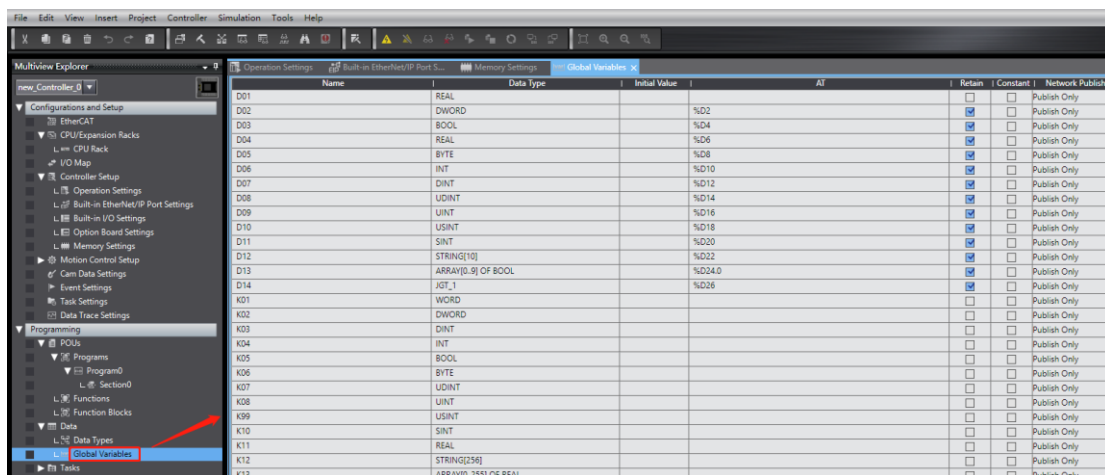 File Edit View Insert Project Controller Simulation Tools Help
Multiview Explorer
new_Controller_0
Configurations and Setup
EtherCAT
CPU/Expansion Racks
CPU Rack
I/O Map
Controller Setup
Operation Settings
Built-in EtherNet/IP Port Settings
Built-in I/O Settings
Option Board Settings
Memory Settings
Motion Control Setup
Cam Data Settings
Event Settings
Task Settings
Data Trace Settings
Programming
POUs
Programs
Program0
Section0
Functions
Function Blocks
Data
Data Types
Global Variables
Tasks
Operation Settings Built-in EtherNet/IP Port S... Memory Settings Global Variables
Name Data Type Initial Value AT Retain Constant Network Publish
D01 REAL Publish Only
D02 DWORD %D2 Publish Only
D03 BOOL %D4 Publish Only
D04 REAL %D6 Publish Only
D05 BYTE %D8 Publish Only
D06 INT %D10 Publish Only
D07 DINT %D12 Publish Only
D08 UDINT %D14 Publish Only
D09 UINT %D16 Publish Only
D10 USINT %D18 Publish Only
D11 SINT %D20 Publish Only
D12 STRING[10] %D22 Publish Only
D13 ARRAY[0..9] OF BOOL %D24.0 Publish Only
D14 JGT_1 %D26 Publish Only
K01 WORD Publish Only
K02 DWORD Publish Only
K03 DINT Publish Only
K04 INT Publish Only
K05 BOOL Publish Only
K06 BYTE Publish Only
K07 UDINT Publish Only
K08 UINT Publish Only
K99 USINT Publish Only
K10 SINT Publish Only
K11 REAL Publish Only
K12 STRING[256] Publish Only
K13 ARRAY[0..255] OF REAL Publish Only